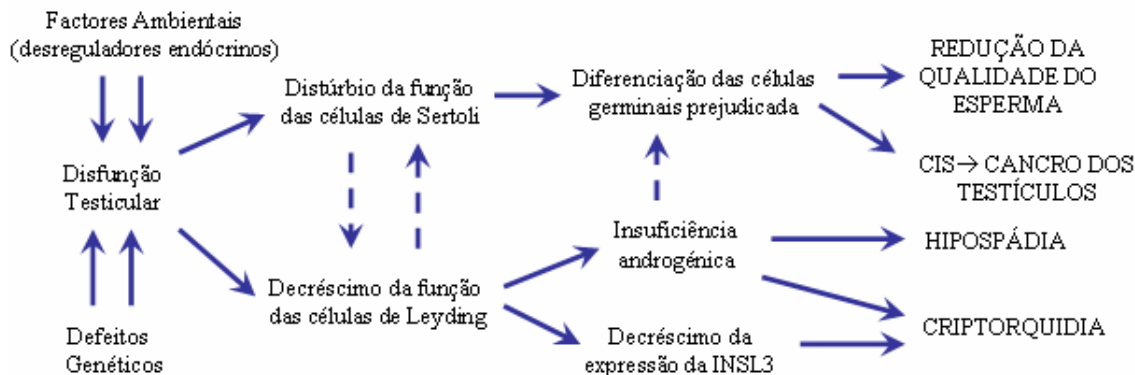 Factores Ambientais
(desreguladores endócrinos)
Disfunção
Testicular
Defeitos
Genéticos
Distúrbio da função
das células de Sertoli
Decréscimo da função
das células de Leyding
Diferenciação das células
germinais prejudicada
Insuficiência
androgénica
Decréscimo da
expressão da INSL3
REDUÇÃO DA
QUALIDADE DO
ESPERMA
CIS→ CANCRO DOS
TESTÍCULOS
HIPOSPÁDIA
CRIPTORQUIDIA